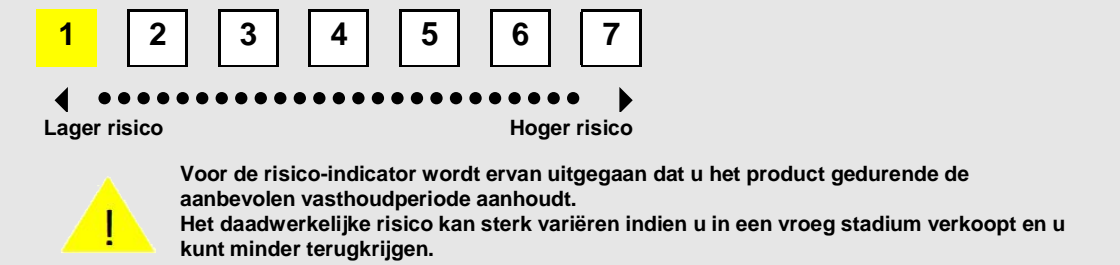 1 2 3 4 5 6 7
Lager risico Hoger risico
!
Voor de risico-indicator wordt ervan uitgegaan dat u het product gedurende de
aanbevolen vasthoudperiode aanhoudt.
Het daadwerkelijke risico kan sterk variëren indien u in een vroeg stadium verkoopt en u
kunt minder terugkrijgen.